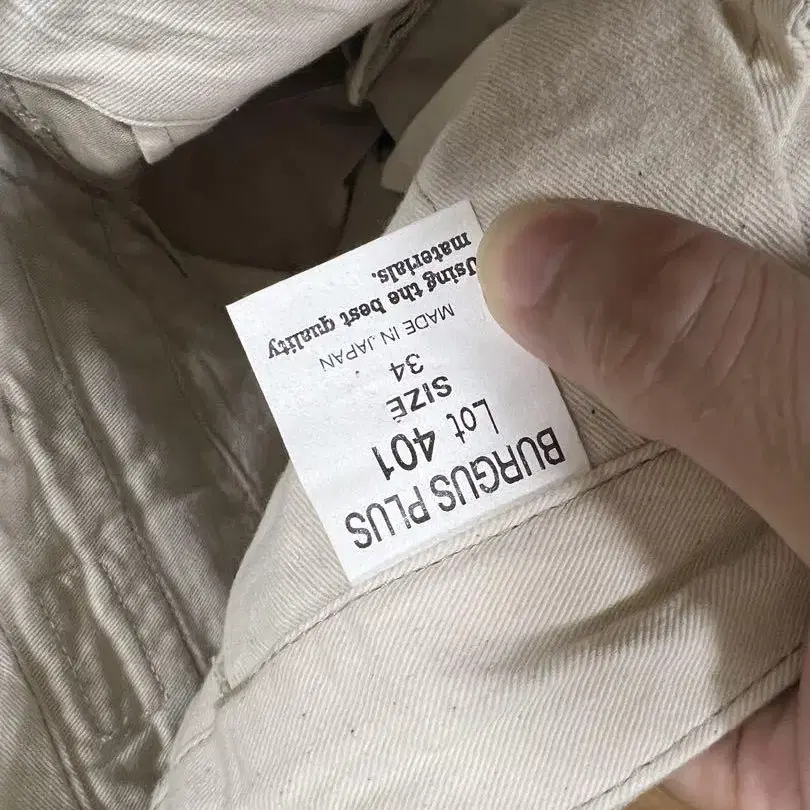 BURGUS PLUS
Lot 401
SIZE
34
MADE IN JAPAN
Using the best quality
materials.